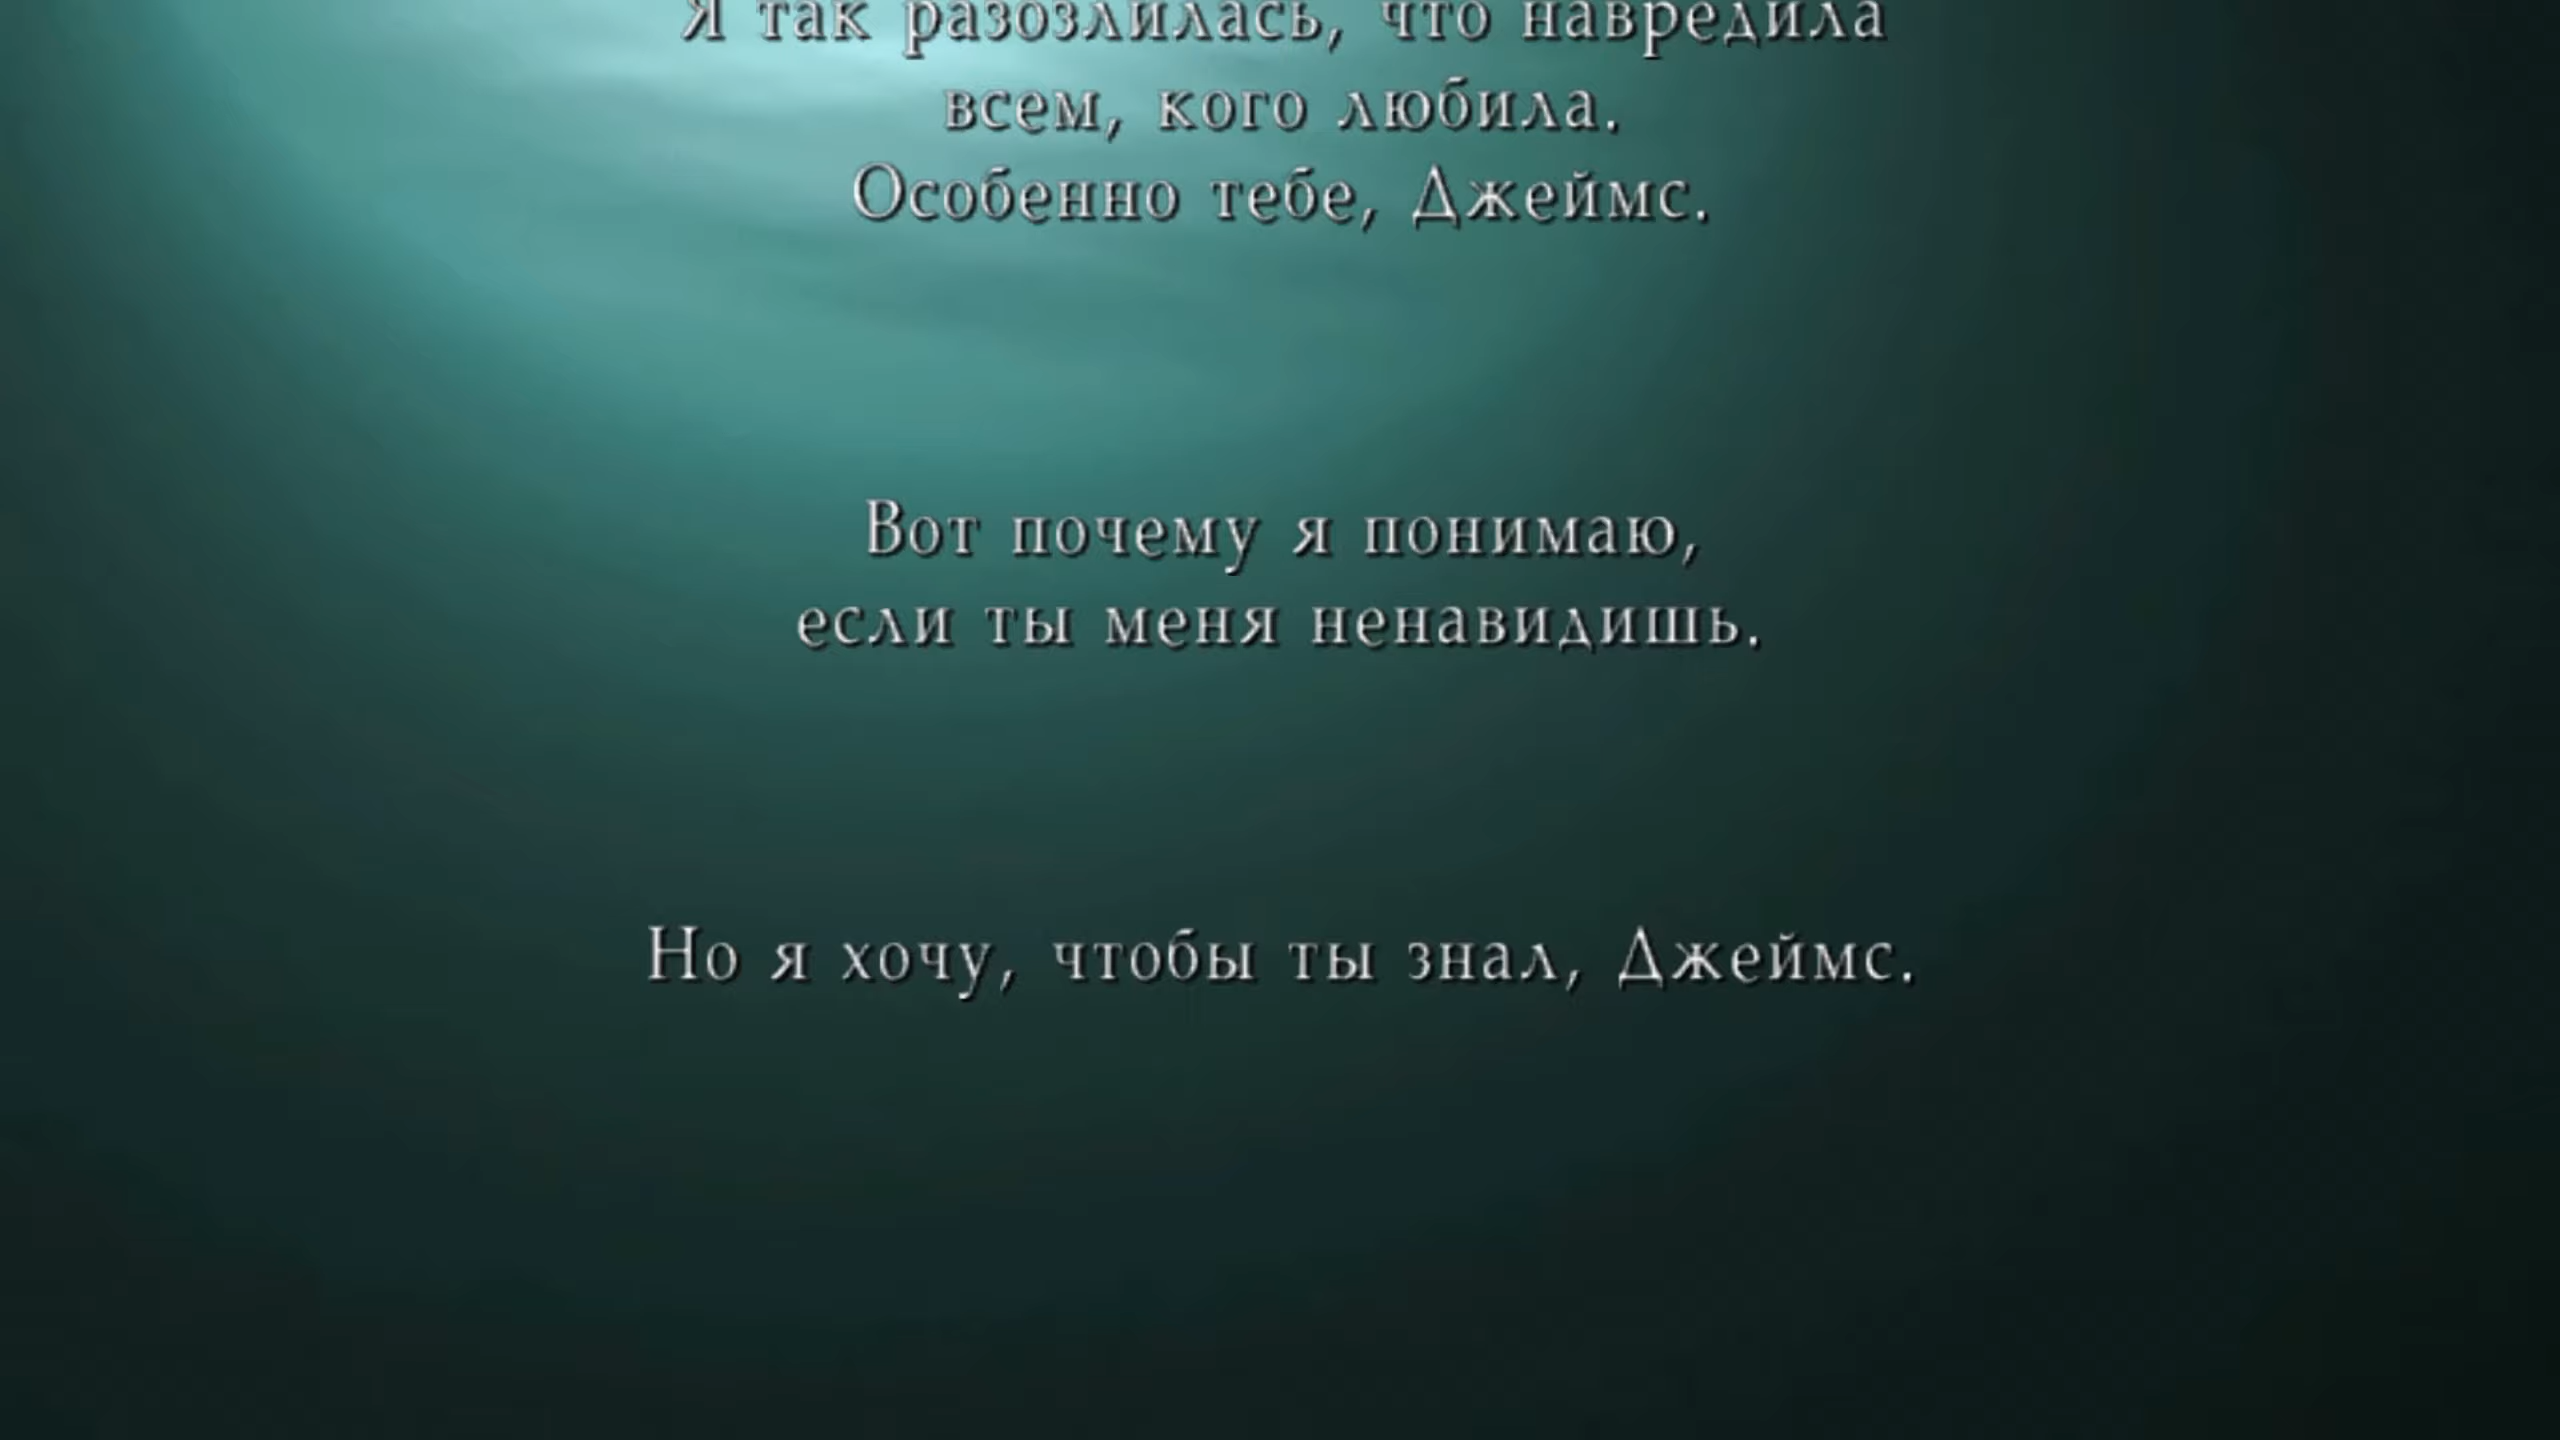 Я так разозлилась, что навредила
всем, кого любила.
Особенно тебе, Джеймс.
Вот почему я понимаю,
если ты меня ненавидишь.
Но я хочу, чтобы ты знал, Джеймс.